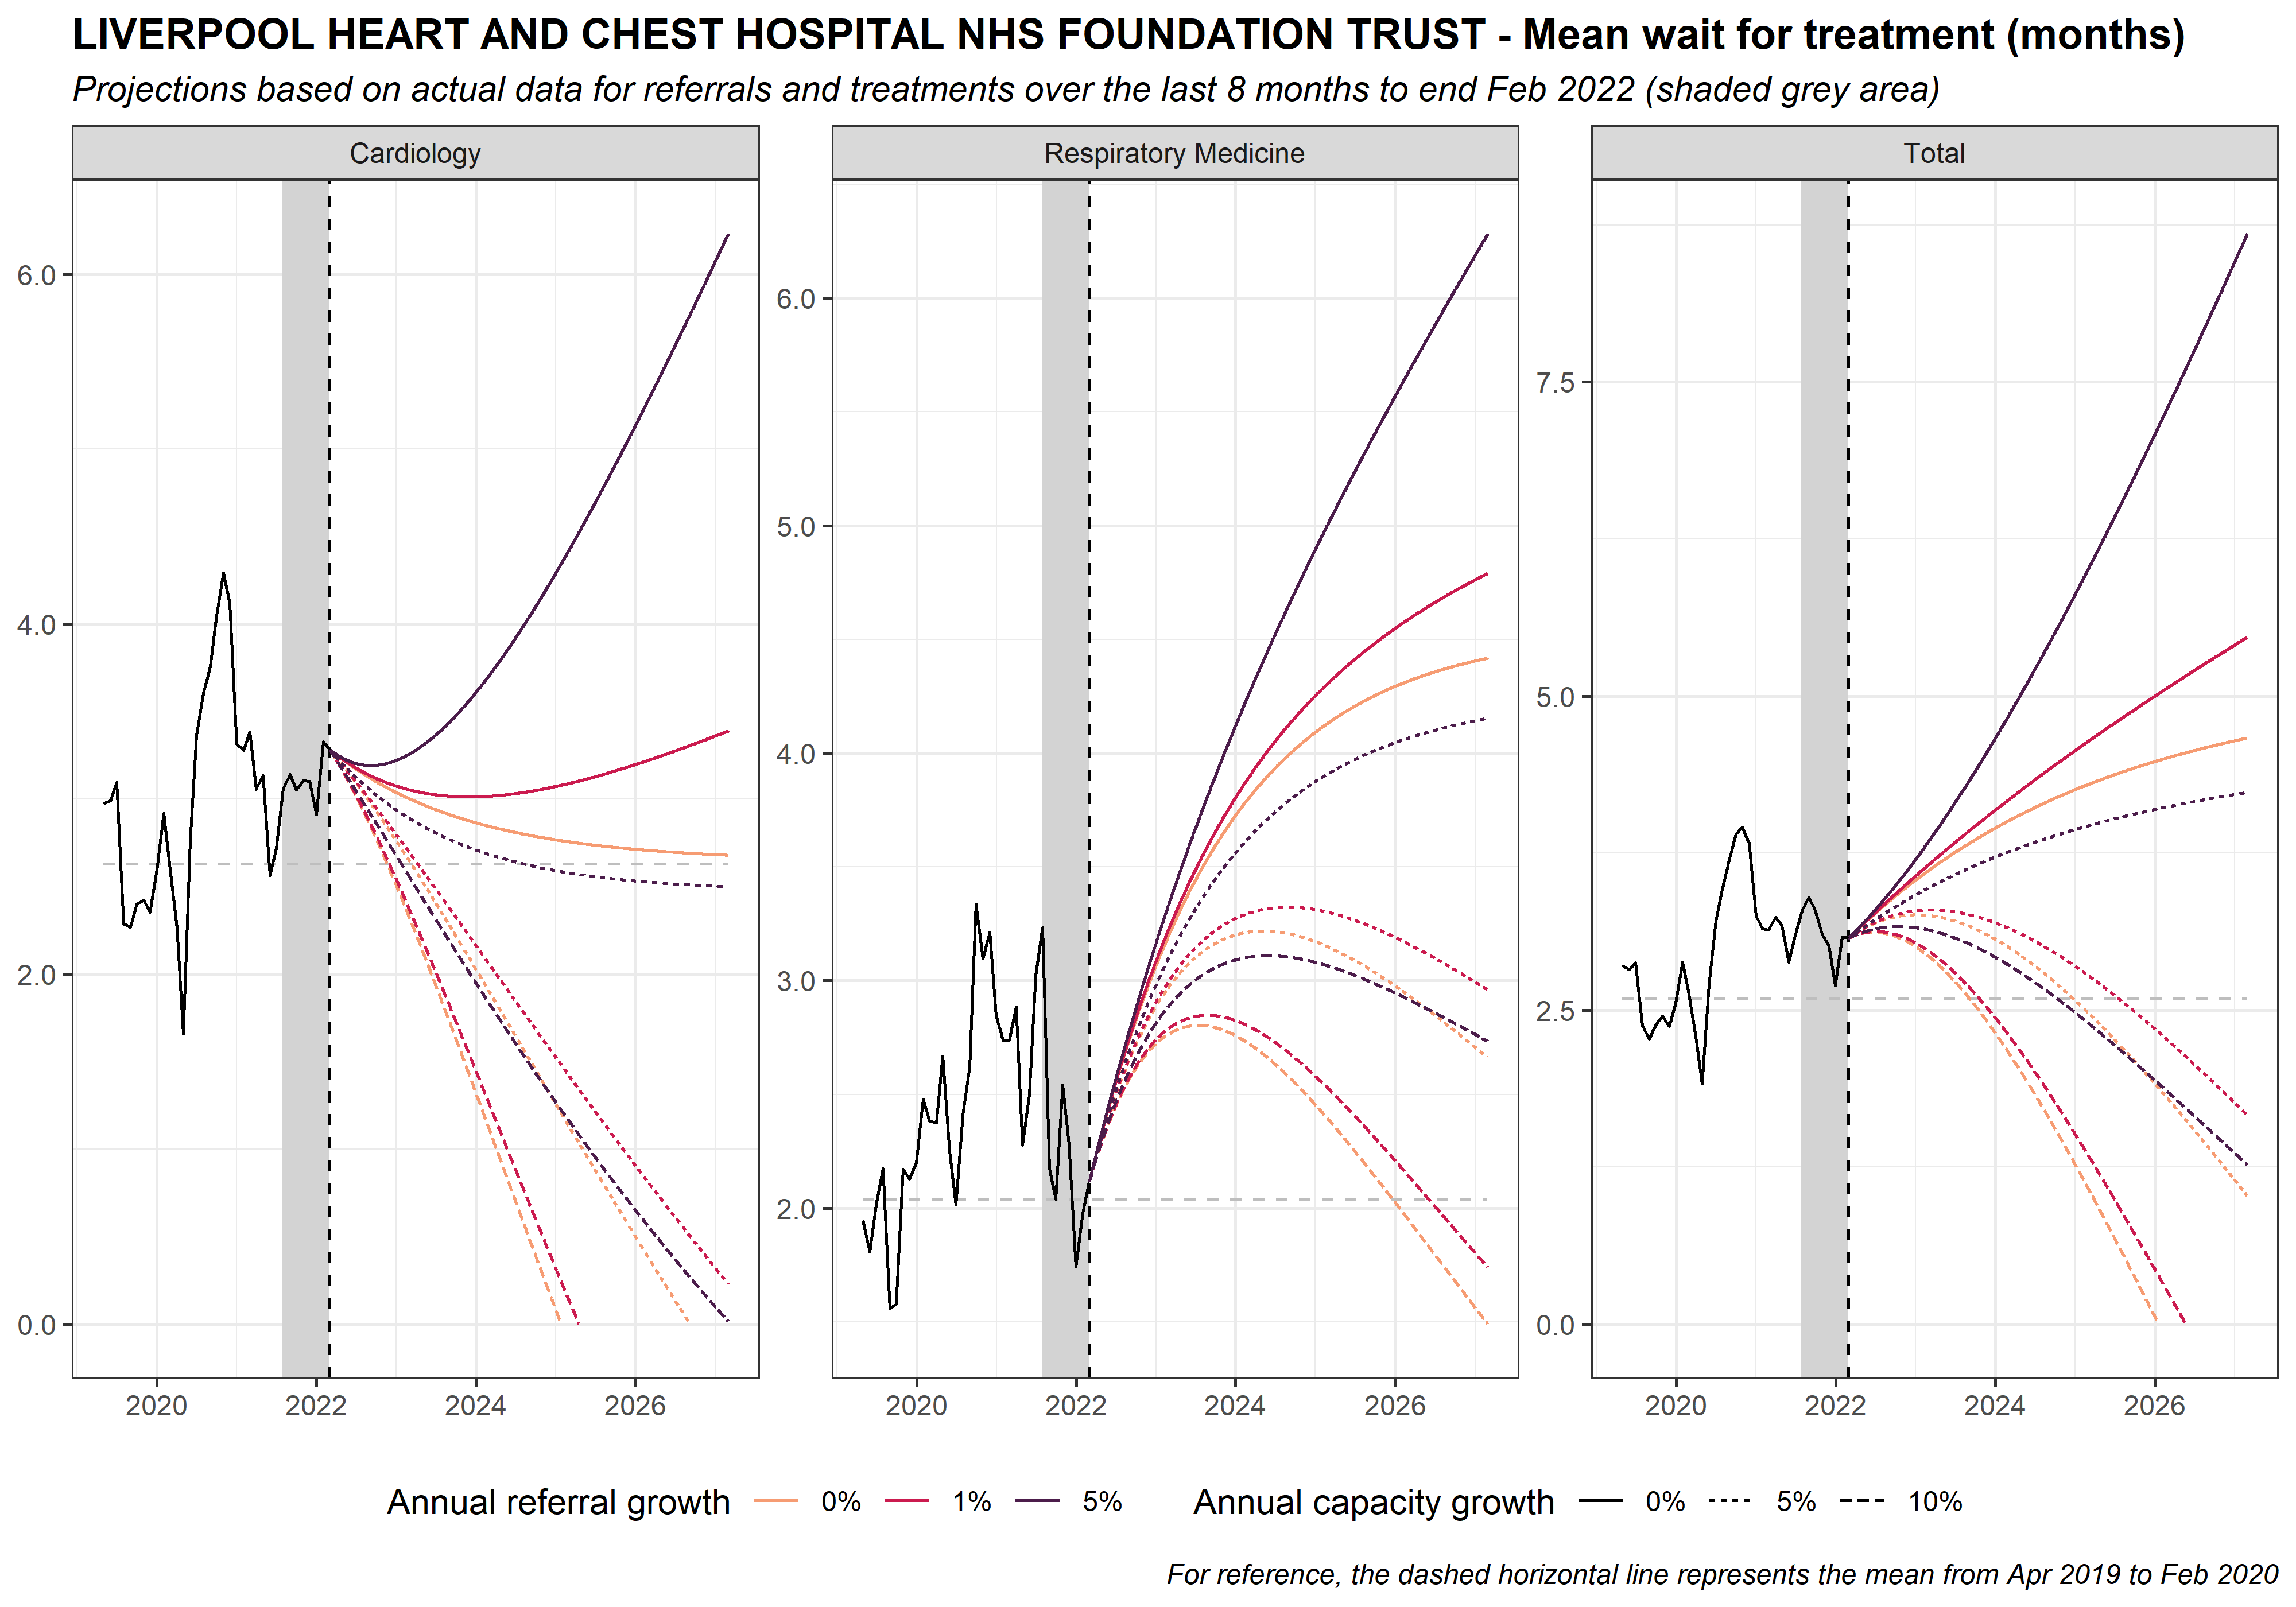 LIVERPOOL HEART AND CHEST HOSPITAL NHS FOUNDATION TRUST - Mean wait for treatment (months)
Projections based on actual data for referrals and treatments over the last 8 months to end Feb 2022 (shaded grey area)
Cardiology
Respiratory Medicine
Total
6.0
4.0
2.0
0.0
6.0
5.0
4.0
3.0
2.0
7.5
5.0
2.5
0.0
2020 2022 2024 2026
2020 2022 2024 2026
2020 2022 2024 2026
Annual referral growth 0% 1% 5% Annual capacity growth 0% 5% 10%
For reference, the dashed horizontal line represents the mean from Apr 2019 to Feb 2020